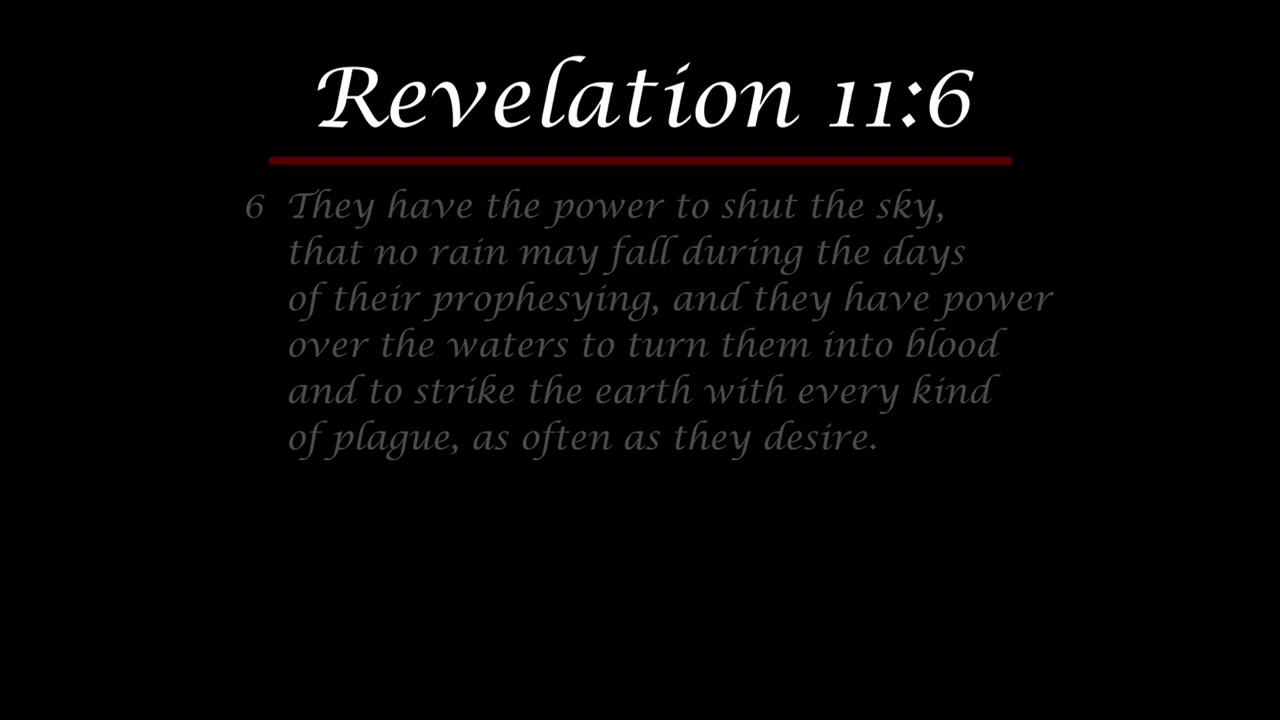 Revelation 11:6
6 They have the power to shut the sky,
that no rain may fall during the days
of their prophesying, and they have power
over the waters to turn them into blood
and to strike the earth with every kind
of plague, as often as they desire.